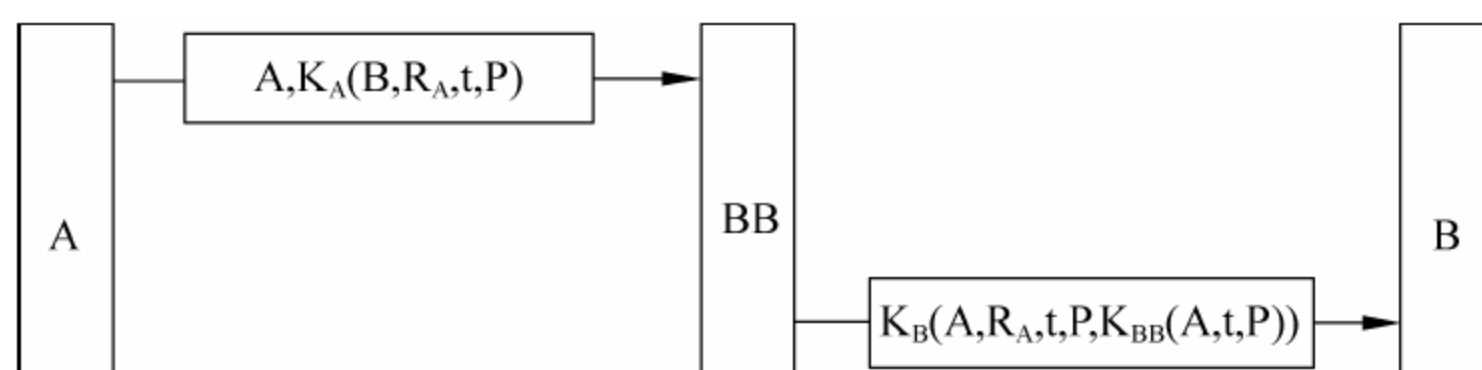 A,K_A(B,R_A,t,P)
A
BB
B
K_B(A,R_A,t,P,K_BB(A,t,P))